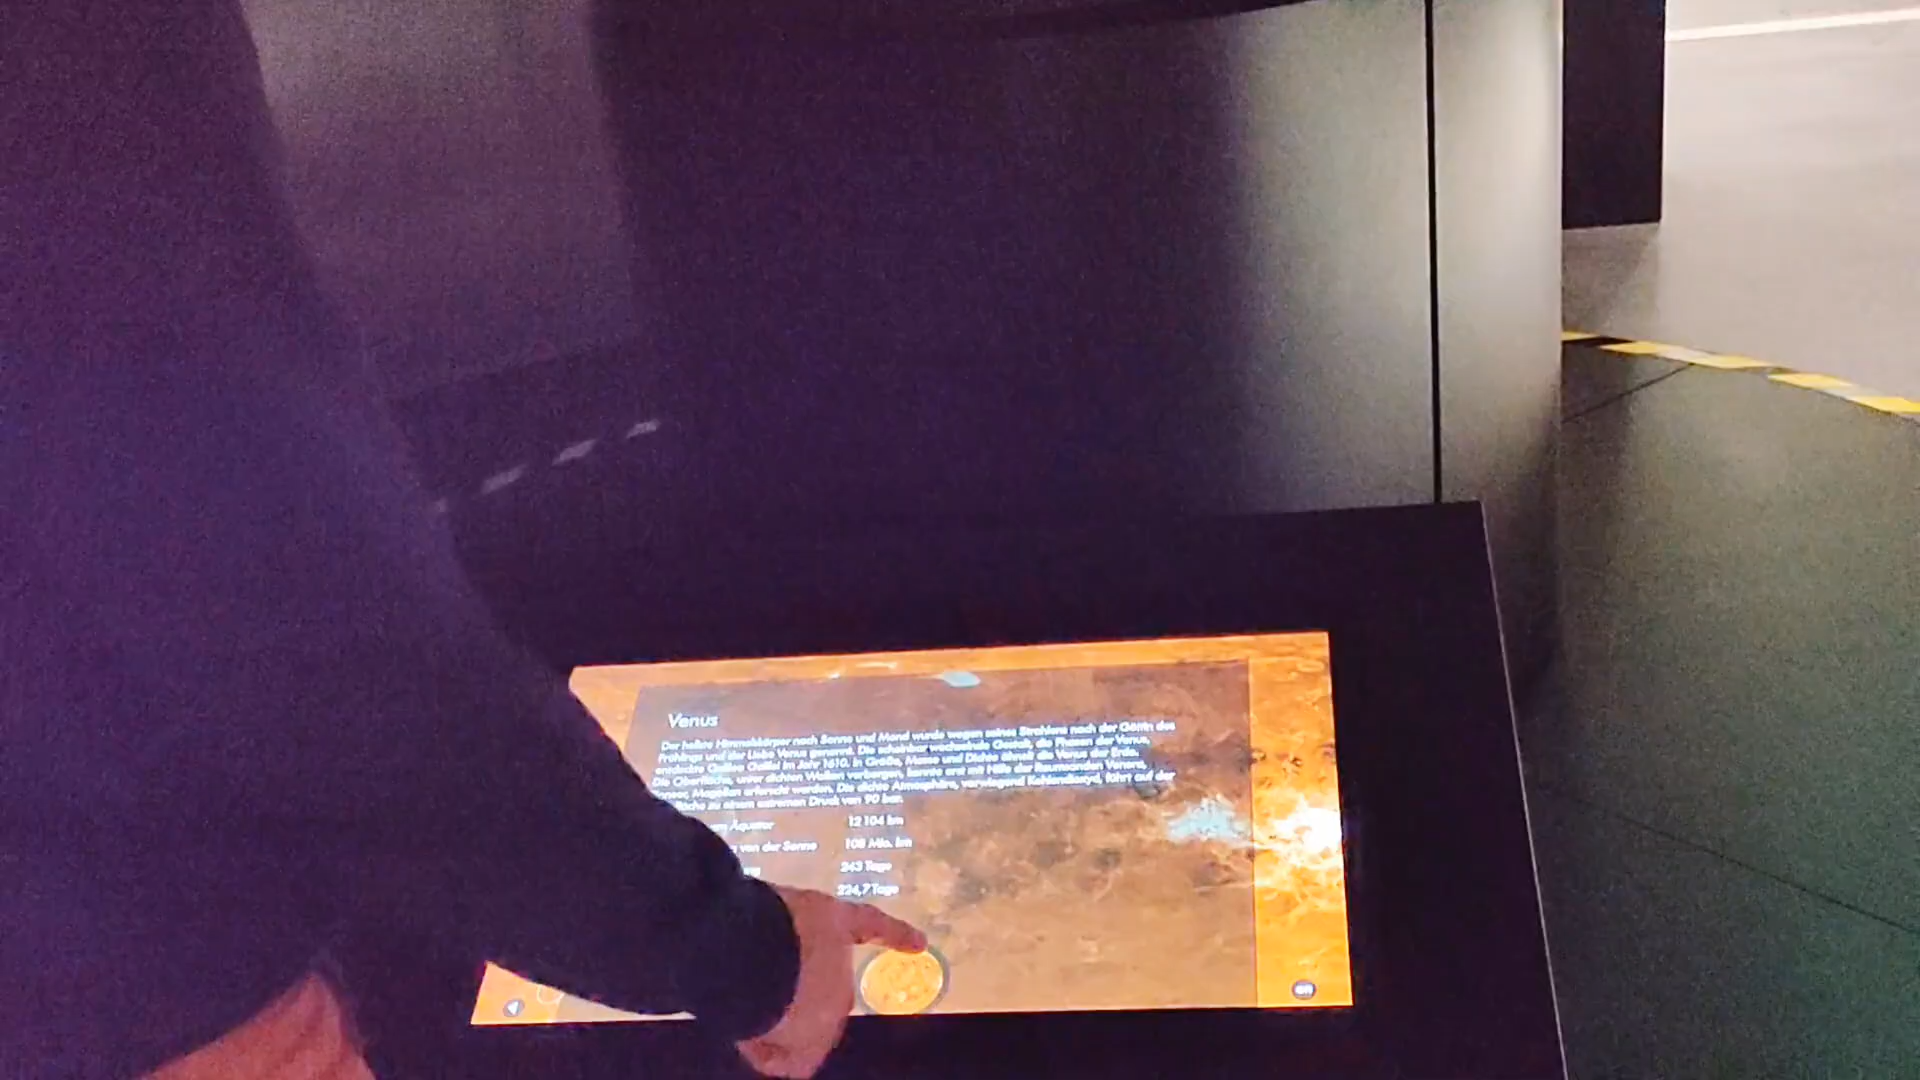 Venus
Der hellste Himmelskörper nach Sonne und Mond wurde wegen seines Strahlens nach der Göttin des
Frühlings und der Liebe Venus genannt. Die scheinbar wechselnde Gestalt, die Phasen der Venus,
entdeckte Galileo Galilei im Jahr 1610. In Größe, Masse und Dichte ähnelt die Venus der Erde.
Die Oberfläche, unter dichten Wolken verborgen, konnte erst mit Hilfe der Raumsonden Venera,
Pioneer, Magellan erforscht werden. Die dichte Atmosphäre, vorwiegend Kohlendioxyd, führt auf der
zu einem extremen Druck von 90 bar.
am Äquator 12 104 km
von der Sonne 108 Mio. km
243 Tage
224,7 Tage
en